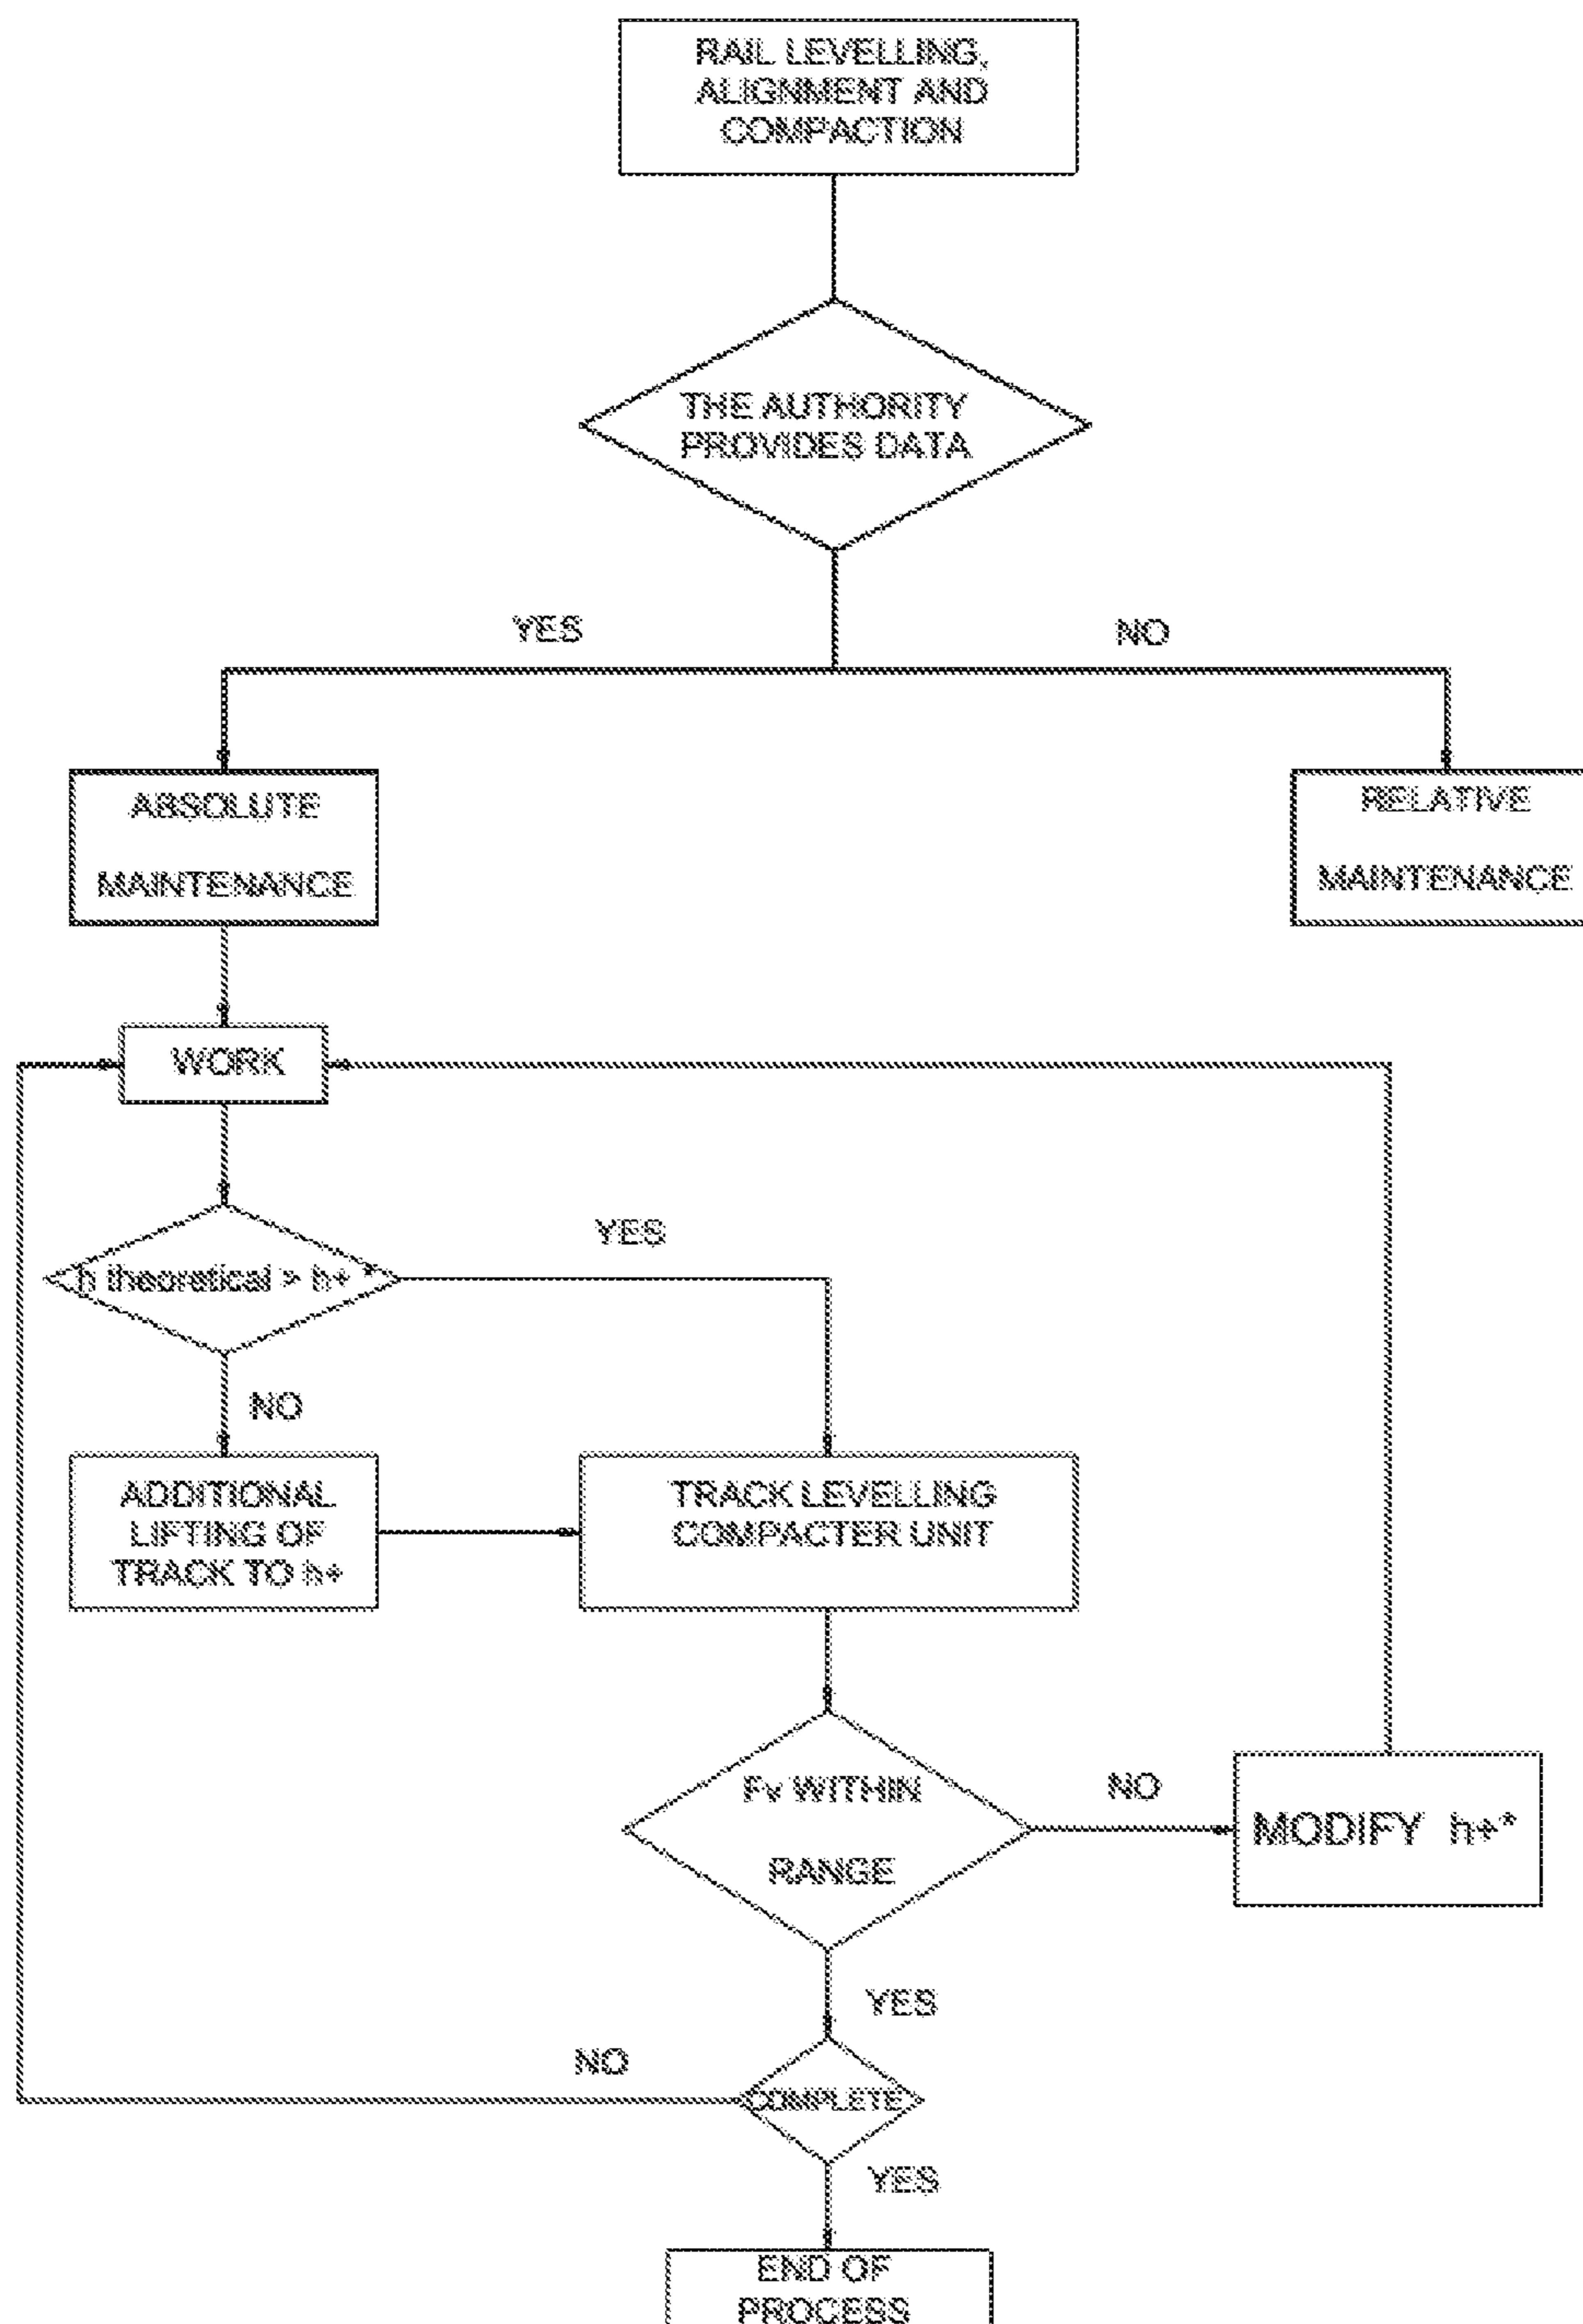 RAIL LEVELLING,
ALIGNMENT AND
COMPACTION
THE AUTHORITY
PROVIDES DATA
YES
NO
ABSOLUTE
MAINTENANCE
RELATIVE
MAINTENANCE
WORK
h theoretical > h+ *
YES
NO
ADDITIONAL
LIFTING OF
TRACK TO h+
TRACK LEVELLING
COMPACTER UNIT
Fv WITHIN
RANGE
NO
MODIFY h+*
YES
NO
COMPLETE
YES
END OF
PROCESS